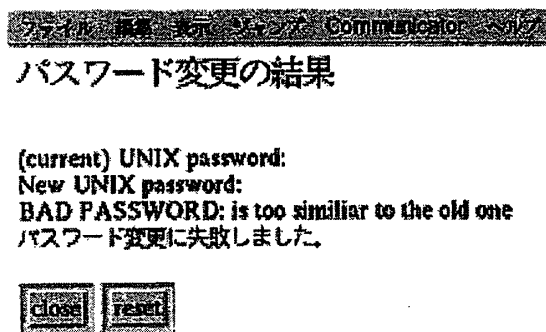 ファイル 編集 表示 ジャンプ Communicator ヘルプ
パスワード変更の結果
(current) UNIX password:
New UNIX password:
BAD PASSWORD: is too similiar to the old one
パスワード変更に失敗しました。
close reset